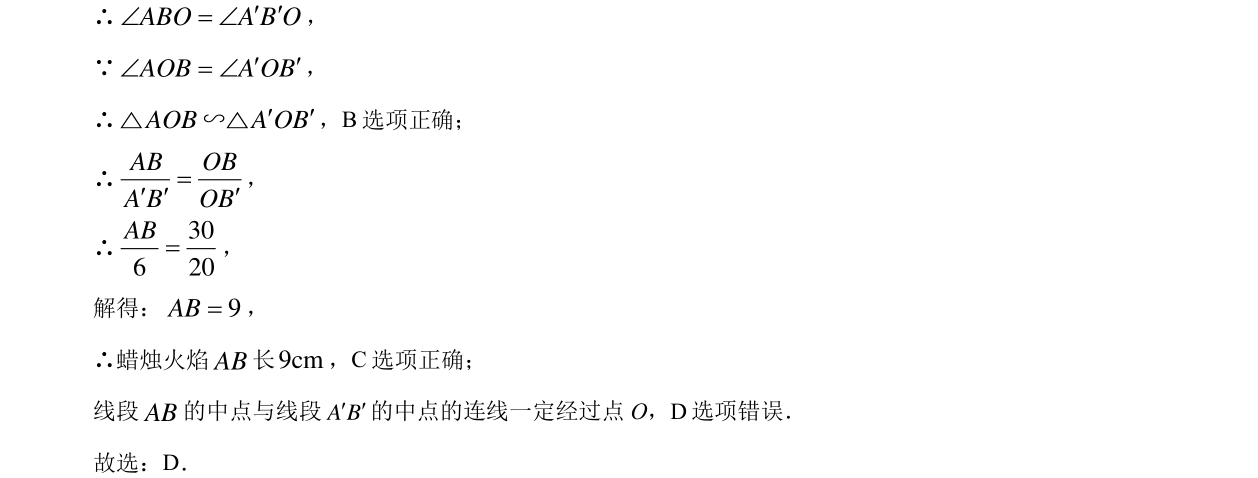 ∴∠ABO = ∠A′B′O，
∵∠AOB = ∠A′OB′，
∴△AOB∽△A′OB′，B 选项正确；
∴AB/A′B′ = OB/OB′，
∴AB/6 = 30/20，
解得：AB = 9，
∴蜡烛火焰 AB 长 9cm，C 选项正确；
线段 AB 的中点与线段 A′B′ 的中点的连线一定经过点 O，D 选项错误．
故选：D．